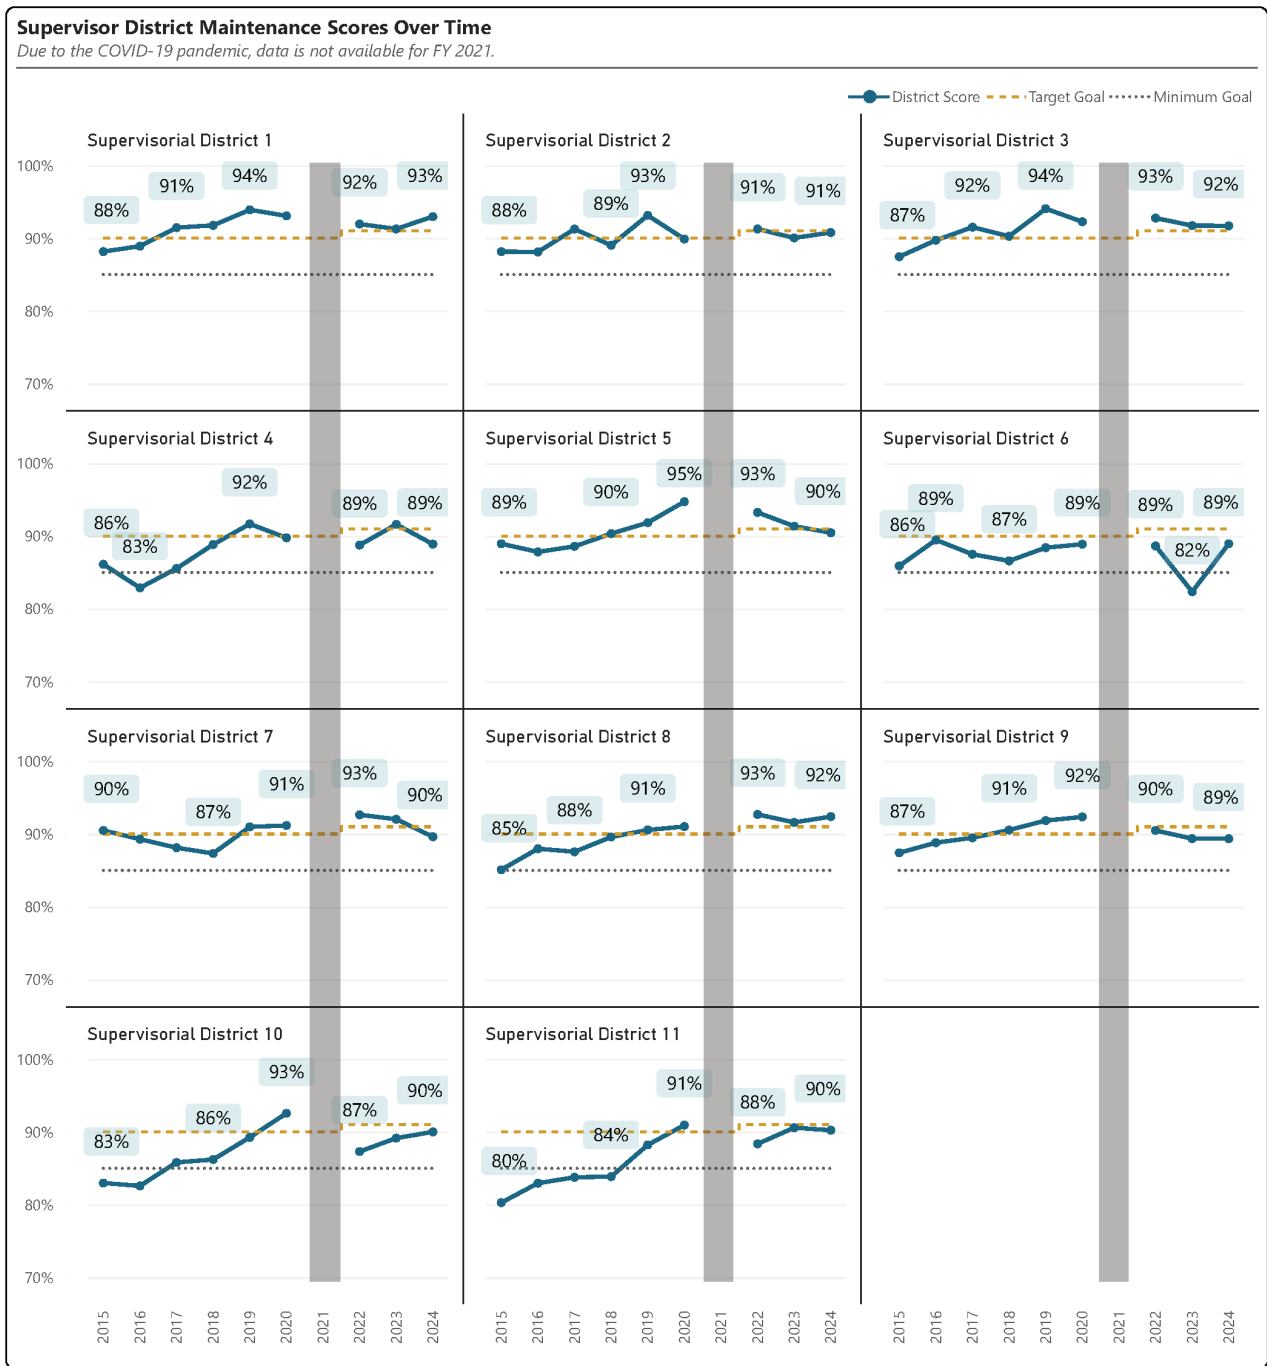 Supervisor District Maintenance Scores Over Time
Due to the COVID-19 pandemic, data is not available for FY 2021.
District Score Target Goal Minimum Goal
Supervisorial District 1 Supervisorial District 2 Supervisorial District 3
100%
90%
80%
70%
88% 91% 94% 92% 93%
88% 89% 93% 91% 91%
87% 92% 94% 93% 92%
Supervisorial District 4 Supervisorial District 5 Supervisorial District 6
100%
90%
80%
70%
86% 83% 92% 89% 89%
89% 90% 95% 93% 90%
86% 89% 87% 89% 89% 82% 89%
Supervisorial District 7 Supervisorial District 8 Supervisorial District 9
100%
90%
80%
70%
90% 87% 91% 93% 90%
85% 88% 91% 93% 92%
87% 91% 92% 90% 89%
Supervisorial District 10 Supervisorial District 11
100%
90%
80%
70%
83% 86% 93% 87% 90%
80% 84% 91% 88% 90%
2015 2016 2017 2018 2019 2020 2021 2022 2023 2024
2015 2016 2017 2018 2019 2020 2021 2022 2023 2024
2015 2016 2017 2018 2019 2020 2021 2022 2023 2024